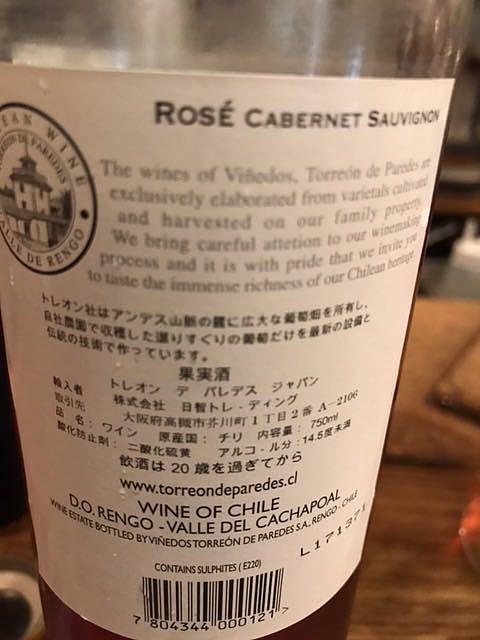 ROSÉ CABERNET SAUVIGNON
EAN WINE
TORREÓN DE PAREDES
VALLE DE RENGO
The wines of Viñedos, Torreón de Paredes are
exclusively elaborated from varietals cultivated
and harvested on our family property.
We bring careful attetion to our winemaking
process and it is with pride that we invite you
to taste the immense richness of our Chilean heritage.
トレオン社はアンデス山脈の麓に広大な葡萄畑を所有し、
自社農園で収穫した選りすぐりの葡萄だけを最新の設備と
伝統の技術で作っています。
果実酒
輸入者 トレオン デ パレデス ジャパン
取引先 株式会社 日智トレ-ディング
大阪府高槻市芥川町1丁目2番 A-2106
品名: ワイン 原産国: チリ 内容量: 750ml
酸化防止剤: 二酸化硫黄 アルコ-ル分:14.5度未満
飲酒は20歳を過ぎてから
www.torreondeparedes.cl
WINE OF CHILE
D.O. RENGO - VALLE DEL CACHAPOAL
WINE ESTATE BOTTLED BY VIÑEDOS TORREÓN DE PAREDES S.A. RENGO - CHILE
L17137
CONTAINS SULPHITES ( E220)
7 804344 000121 >